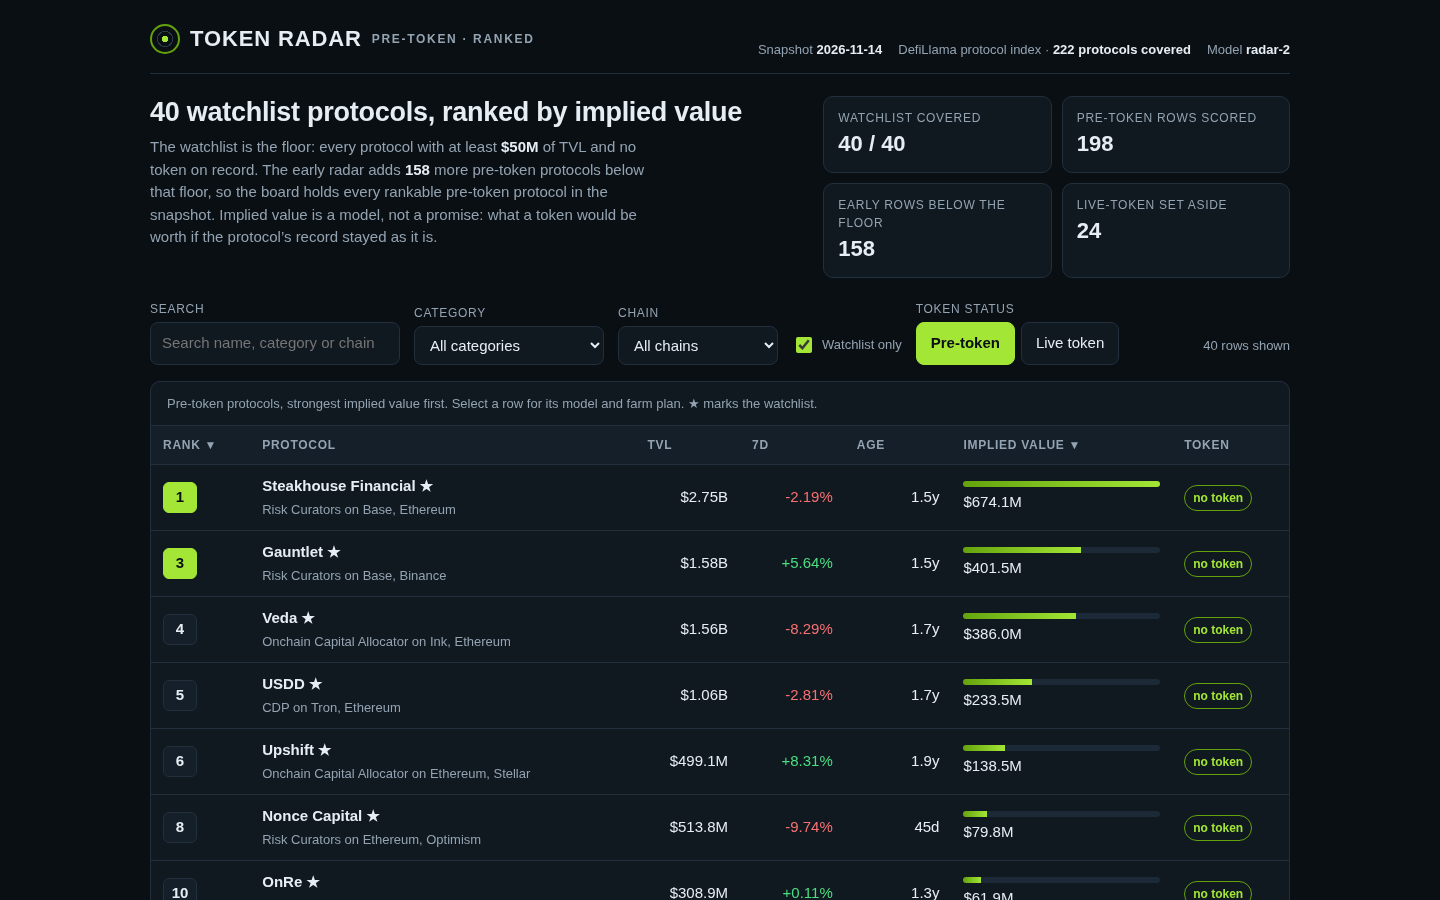 TOKEN RADAR PRE-TOKEN · RANKED
Snapshot 2026-11-14 DefiLlama protocol index · 222 protocols covered Model radar-2
40 watchlist protocols, ranked by implied value
The watchlist is the floor: every protocol with at least $50M of TVL and no
token on record. The early radar adds 158 more pre-token protocols below
that floor, so the board holds every rankable pre-token protocol in the
snapshot. Implied value is a model, not a promise: what a token would be
worth if the protocol’s record stayed as it is.
WATCHLIST COVERED
40 / 40
PRE-TOKEN ROWS SCORED
198
EARLY ROWS BELOW THE
FLOOR
158
LIVE-TOKEN SET ASIDE
24
SEARCH
Search name, category or chain
CATEGORY
All categories
CHAIN
All chains
Watchlist only
TOKEN STATUS
Pre-token Live token
40 rows shown
Pre-token protocols, strongest implied value first. Select a row for its model and farm plan. ★ marks the watchlist.
RANK ▼ PROTOCOL TVL 7D AGE IMPLIED VALUE ▼ TOKEN
1 Steakhouse Financial ★ $2.75B -2.19% 1.5y $674.1M no token
Risk Curators on Base, Ethereum
3 Gauntlet ★ $1.58B +5.64% 1.5y $401.5M no token
Risk Curators on Base, Binance
4 Veda ★ $1.56B -8.29% 1.7y $386.0M no token
Onchain Capital Allocator on Ink, Ethereum
5 USDD ★ $1.06B -2.81% 1.7y $233.5M no token
CDP on Tron, Ethereum
6 Upshift ★ $499.1M +8.31% 1.9y $138.5M no token
Onchain Capital Allocator on Ethereum, Stellar
8 Nonce Capital ★ $513.8M -9.74% 45d $79.8M no token
Risk Curators on Ethereum, Optimism
10 OnRe ★ $308.9M +0.11% 1.3y $61.9M no token